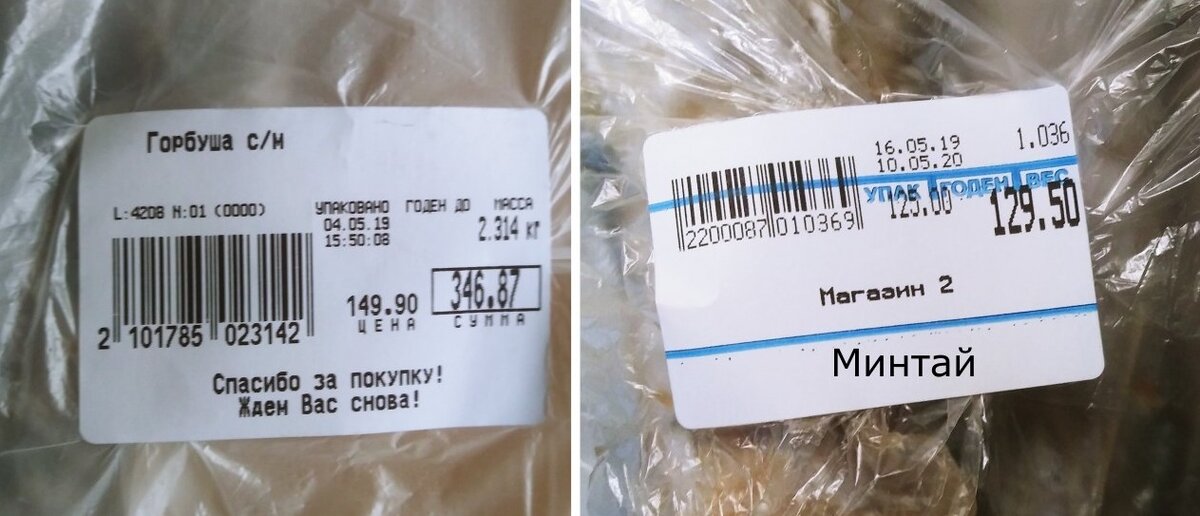 Горбуша с/м
L:4208 N:01 (0000)
УПАКОВАНО ГОДЕН ДО МАССА
04.05.19 2.314 кг
15:50:08
149.90 346.87
ЦЕНА СУММА
2 101785 023142
Спасибо за покупку!
Ждем Вас снова!
16.05.19 1.036
10.05.20
УПАК ГОДЕН ВЕС
129.50
2200087 010369
Магазин 2
Минтай